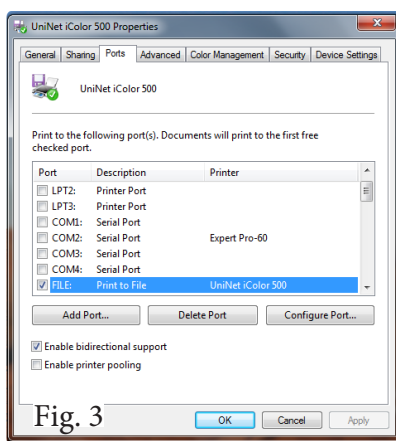 UniNet iColor 500 Properties
General Sharing Ports Advanced Color Management Security Device Settings
UniNet iColor 500
Print to the following port(s). Documents will print to the first free
checked port.
Port Description Printer
LPT2: Printer Port
LPT3: Printer Port
COM1: Serial Port
COM2: Serial Port Expert Pro-60
COM3: Serial Port
COM4: Serial Port
FILE: Print to File UniNet iColor 500
Add Port... Delete Port Configure Port...
Enable bidirectional support
Enable printer pooling
Fig. 3
OK Cancel Apply